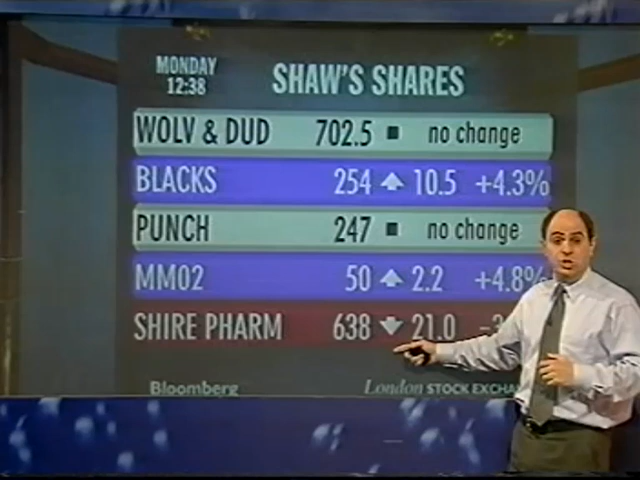 MONDAY
12:38
SHAW'S SHARES
WOLV & DUD 702.5 no change
BLACKS 254 10.5 +4.3%
PUNCH 247 no change
MM02 50 2.2 +4.8%
SHIRE PHARM 638 21.0
Bloomberg
London STOCK